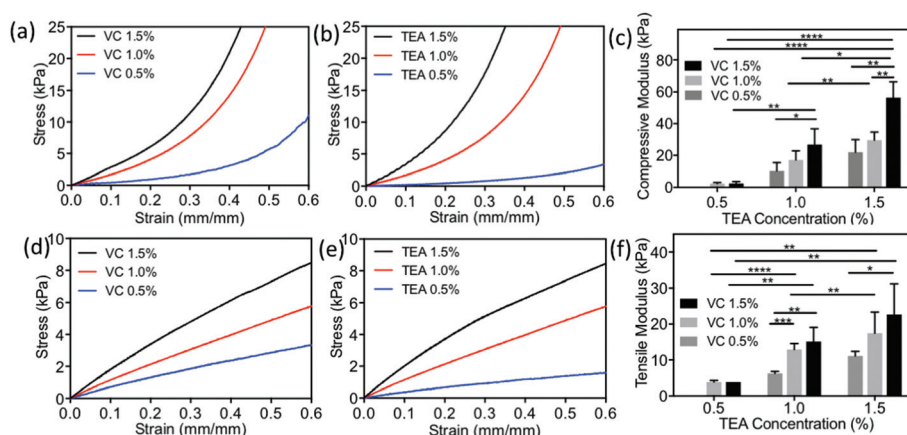 (a)
25
20
15
10
5
0
Stress (kPa)
VC 1.5%
VC 1.0%
VC 0.5%
0.0 0.1 0.2 0.3 0.4 0.5 0.6
Strain (mm/mm)
(b)
25
20
15
10
5
0
Stress (kPa)
TEA 1.5%
TEA 1.0%
TEA 0.5%
0.0 0.1 0.2 0.3 0.4 0.5 0.6
Strain (mm/mm)
(c)
100
80
60
40
20
0
Compressive Modulus (kPa)
VC 1.5%
VC 1.0%
VC 0.5%
****
****
*
**
**
**
**
*
0.5 1.0 1.5
TEA Concentration (%)
(d)
10
8
6
4
2
0
Stress (kPa)
VC 1.5%
VC 1.0%
VC 0.5%
0.0 0.1 0.2 0.3 0.4 0.5 0.6
Strain (mm/mm)
(e)
10
8
6
4
2
0
Stress (kPa)
TEA 1.5%
TEA 1.0%
TEA 0.5%
0.0 0.1 0.2 0.3 0.4 0.5 0.6
Strain (mm/mm)
(f)
40
30
20
10
0
Tensile Modulus (kPa)
VC 1.5%
VC 1.0%
VC 0.5%
**
**
****
*
**
**
**
***
0.5 1.0 1.5
TEA Concentration (%)